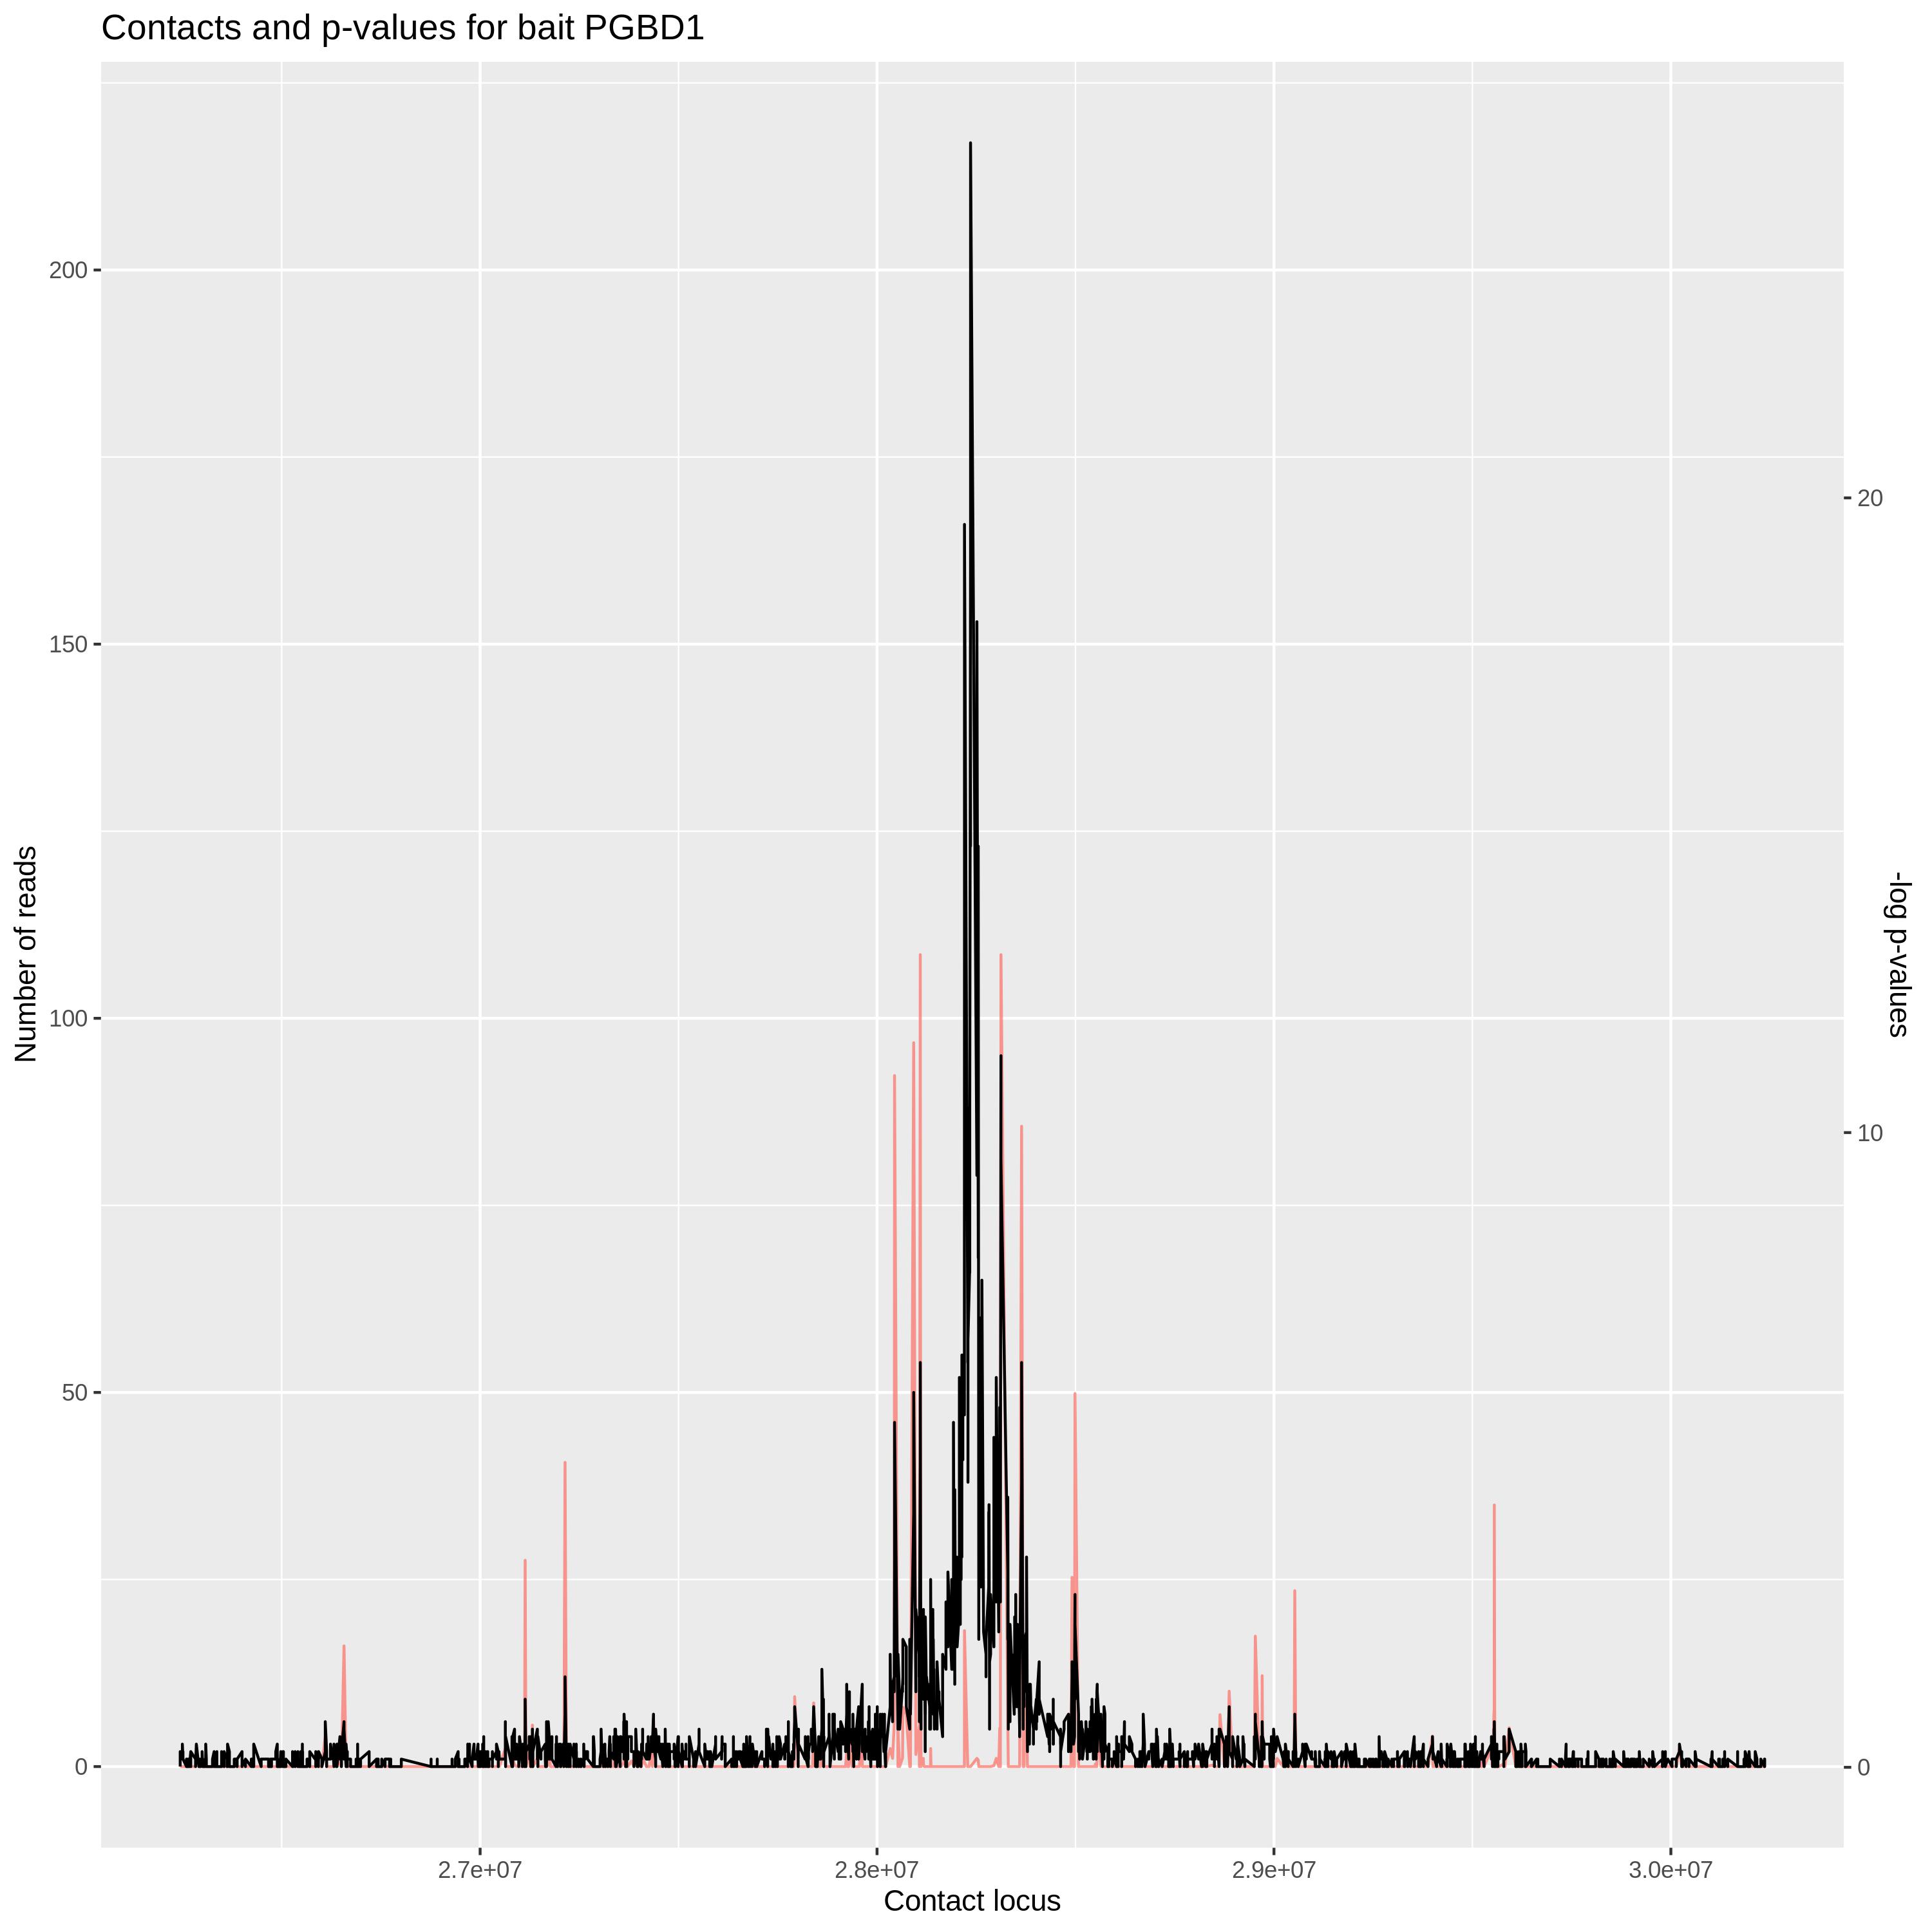 Contacts and p-values for bait PGBD1
200
150
100
50
0
Number of reads
20
10
0
-log p-values
2.7e+07
2.8e+07
2.9e+07
3.0e+07
Contact locus